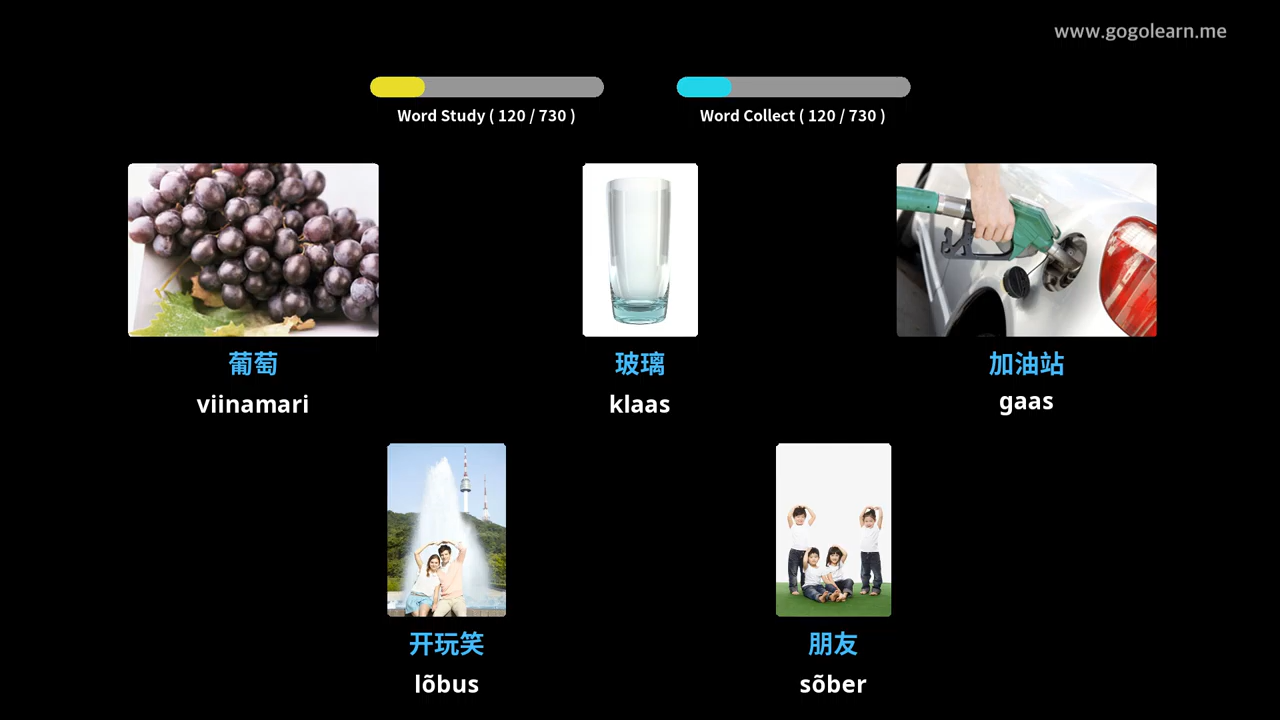 www.gogolearn.me
Word Study ( 120 / 730 )
Word Collect ( 120 / 730 )
葡萄
玻璃
加油站
viinamari
klaas
gaas
开玩笑
朋友
lõbus
sõber